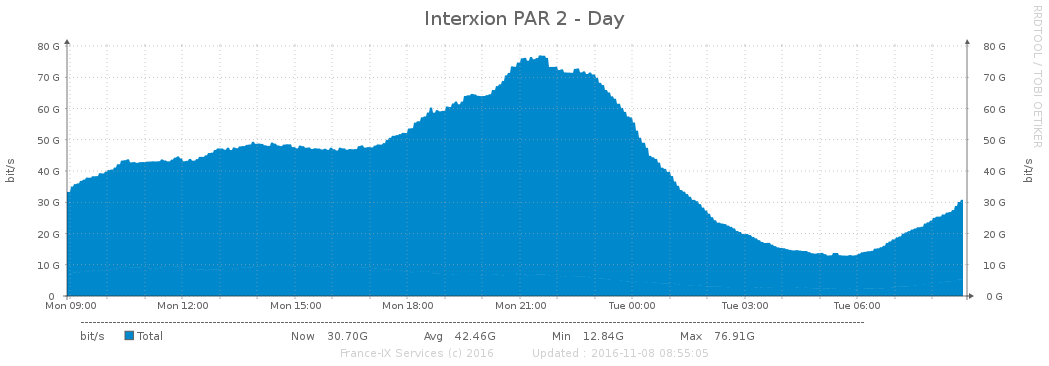 Interxion PAR 2 - Day
RRDTOOL / TOBI OETIKER
bit/s
80 G 80 G
70 G 70 G
60 G 60 G
50 G 50 G
40 G 40 G
30 G 30 G
20 G 20 G
10 G 10 G
0 0 G
bit/s
Mon 09:00 Mon 12:00 Mon 15:00 Mon 18:00 Mon 21:00 Tue 00:00 Tue 03:00 Tue 06:00
bit/s Total Now 30.70G Avg 42.46G Min 12.84G Max 76.91G
France-IX Services (c) 2016 Updated : 2016-11-08 08:55:05